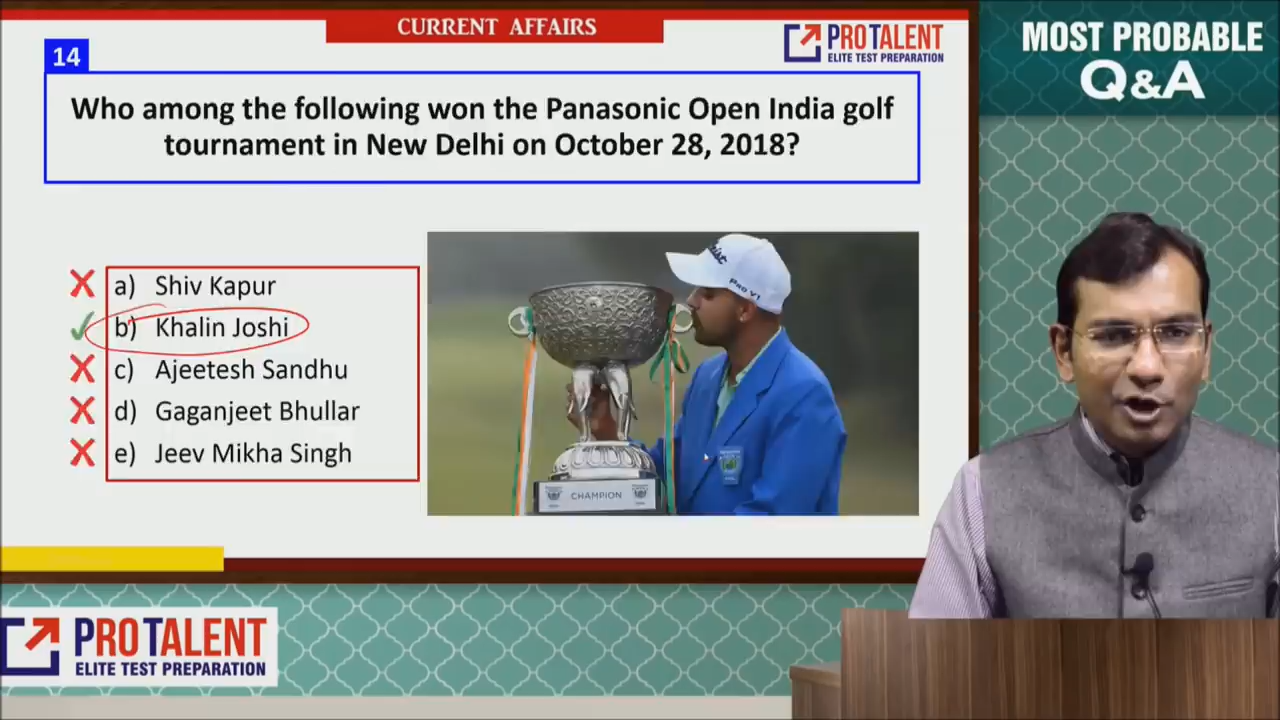 CURRENT AFFAIRS
PROTALENT
ELITE TEST PREPARATION
MOST PROBABLE
Q&A
14
Who among the following won the Panasonic Open India golf
tournament in New Delhi on October 28, 2018?
a) Shiv Kapur
b) Khalin Joshi
c) Ajeetesh Sandhu
d) Gaganjeet Bhullar
e) Jeev Mikha Singh
Titleist
Pro V1
CHAMPION
PROTALENT
ELITE TEST PREPARATION